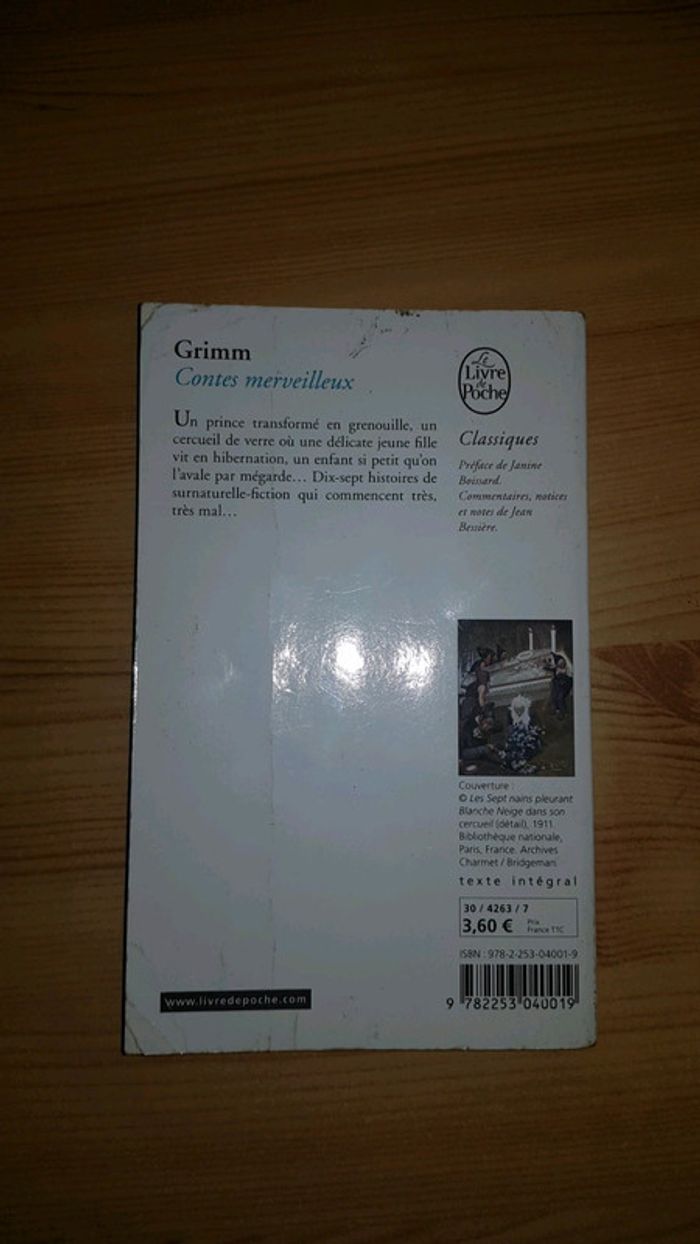 Grimm
Contes merveilleux
Un prince transformé en grenouille, un
cercueil de verre où une délicate jeune fille
vit en hibernation, un enfant si petit qu'on
l'avale par mégarde... Dix-sept histoires de
surnaturelle-fiction qui commencent très,
très mal...
Le
Livre
de
Poche
Classiques
Préface de Janine
Boissard.
Commentaires, notices
et notes de Jean
Bessière.
Couverture :
© Les Sept nains pleurant
Blanche Neige dans son
cercueil (détail), 1911.
Bibliothèque nationale,
Paris, France. Archives
Charmet / Bridgeman.
texte intégral
30 / 4263 / 7
3,60 € Prix
France TTC
ISBN : 978-2-253-04001-9
9 782253 040019
www.livredepoche.com